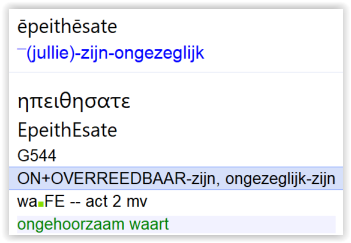 ēpeithēsate
¯(jullie)-zijn-ongezeglijk
ηπειθησατε
EpeithEsate
G544
ON+OVERREEDBAAR-zijn, ongezeglijk-zijn
wa■FE -- act 2 mv
ongehoorzaam waart